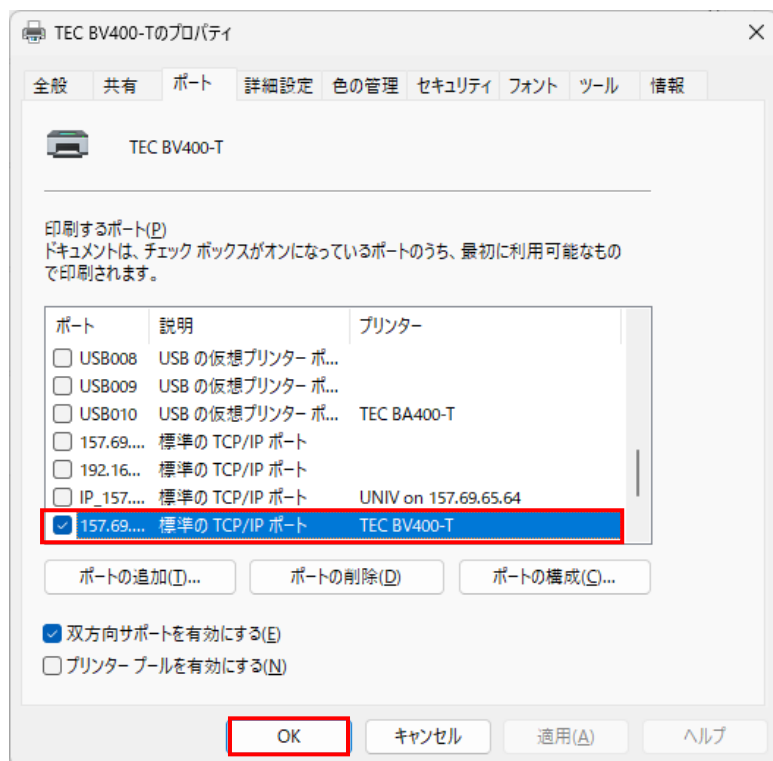 TEC BV400-Tのプロパティ
全般 共有 ポート 詳細設定 色の管理 セキュリティ フォント ツール 情報
TEC BV400-T
印刷するポート(P)
ドキュメントは、チェック ボックスがオンになっているポートのうち、最初に利用可能なもの
で印刷されます。
ポート 説明 プリンター
USB008 USB の仮想プリンター ポ...
USB009 USB の仮想プリンター ポ...
USB010 USB の仮想プリンター ポ... TEC BA400-T
157.69.... 標準の TCP/IP ポート
192.16... 標準の TCP/IP ポート
IP_157.... 標準の TCP/IP ポート UNIV on 157.69.65.64
157.69.... 標準の TCP/IP ポート TEC BV400-T
ポートの追加(T)... ポートの削除(D) ポートの構成(C)...
双方向サポートを有効にする(E)
プリンター プールを有効にする(N)
OK キャンセル 適用(A) ヘルプ